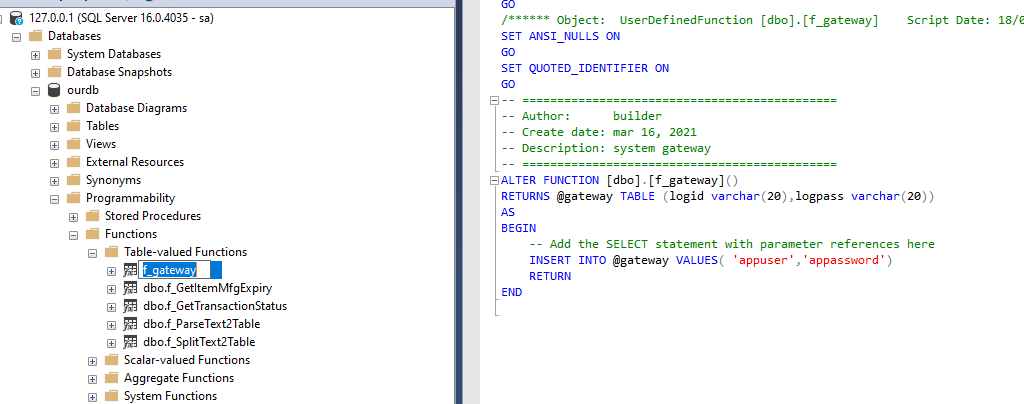 127.0.0.1 (SQL Server 16.0.4035 - sa)
Databases
System Databases
Database Snapshots
ourdb
Database Diagrams
Tables
Views
External Resources
Synonyms
Programmability
Stored Procedures
Functions
Table-valued Functions
f_gateway
dbo.f_GetItemMfgExpiry
dbo.f_GetTransactionStatus
dbo.f_ParseText2Table
dbo.f_SplitText2Table
Scalar-valued Functions
Aggregate Functions
System Functions
GO
/****** Object:  UserDefinedFunction [dbo].[f_gateway]    Script Date: 18/0
SET ANSI_NULLS ON
GO
SET QUOTED_IDENTIFIER ON
GO
-- =============================================
-- Author:      builder
-- Create date: mar 16, 2021
-- Description: system gateway
-- =============================================
ALTER FUNCTION [dbo].[f_gateway]()
RETURNS @gateway TABLE (logid varchar(20),logpass varchar(20))
AS
BEGIN
    -- Add the SELECT statement with parameter references here
    INSERT INTO @gateway VALUES( 'appuser','appassword')
    RETURN
END